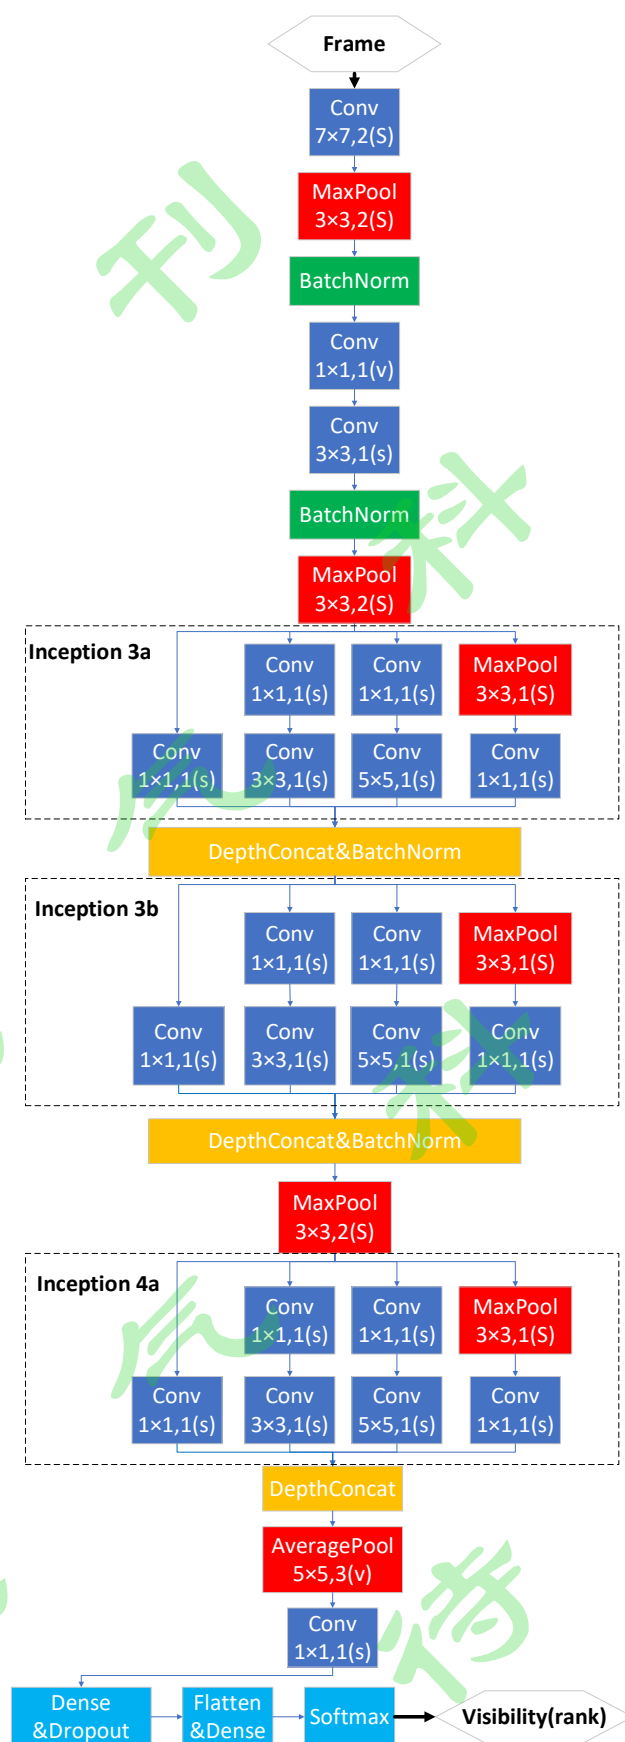 Frame
Conv
7×7,2(S)
刊
MaxPool
3×3,2(S)
BatchNorm
Conv
1×1,1(v)
Conv
3×3,1(s)
科
BatchNorm
MaxPool
3×3,2(S)
Inception 3a
Conv
1×1,1(s)
Conv
1×1,1(s)
MaxPool
3×3,1(S)
Conv
1×1,1(s)
Conv
3×3,1(s)
Conv
5×5,1(s)
Conv
1×1,1(s)
气
DepthConcat&BatchNorm
Inception 3b
Conv
1×1,1(s)
Conv
1×1,1(s)
MaxPool
3×3,1(S)
Conv
1×1,1(s)
Conv
3×3,1(s)
Conv
5×5,1(s)
Conv
1×1,1(s)
科
DepthConcat&BatchNorm
MaxPool
3×3,2(S)
Inception 4a
Conv
1×1,1(s)
Conv
1×1,1(s)
MaxPool
3×3,1(S)
气
Conv
1×1,1(s)
Conv
3×3,1(s)
Conv
5×5,1(s)
Conv
1×1,1(s)
DepthConcat
AveragePool
5×5,3(v)
待
Conv
1×1,1(s)
Dense
&Dropout
Flatten
&Dense
Softmax
Visibility(rank)